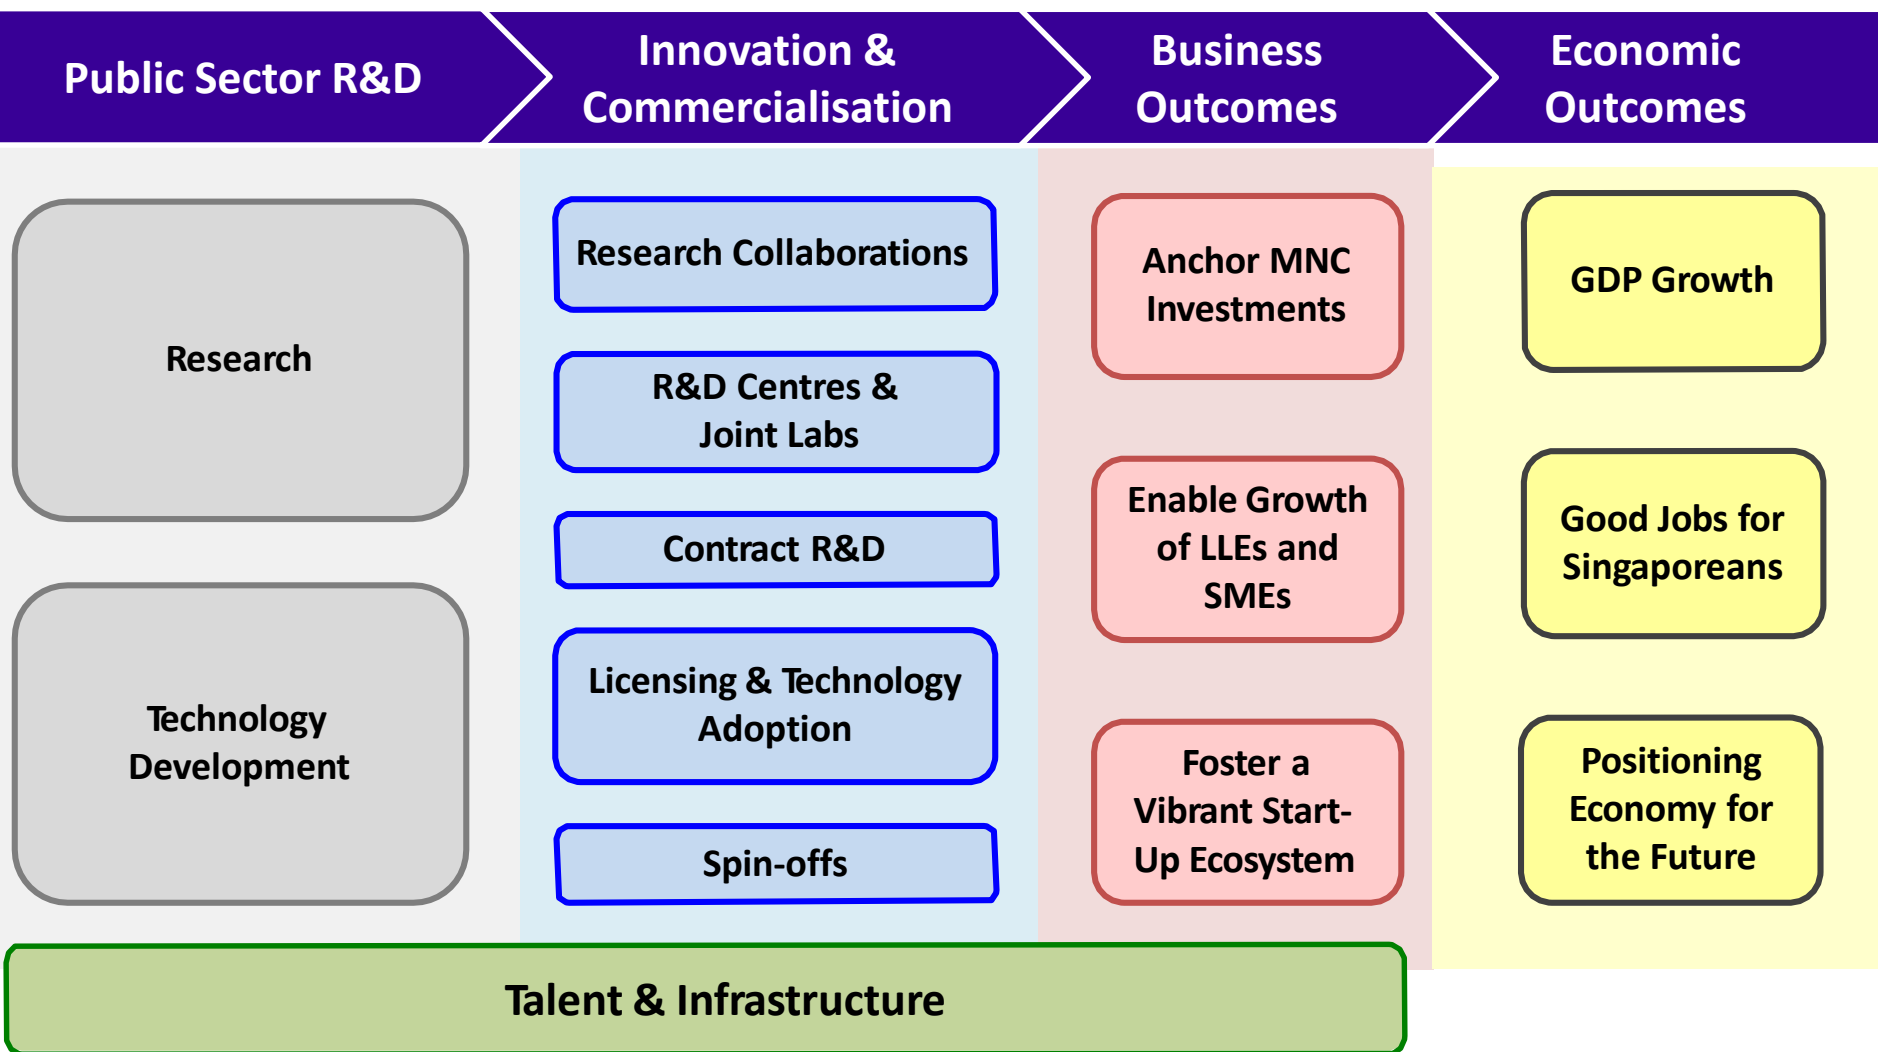 Public Sector R&D
Innovation &
Commercialisation
Business
Outcomes
Economic
Outcomes
Research
Technology
Development
Research Collaborations
R&D Centres &
Joint Labs
Contract R&D
Licensing & Technology
Adoption
Spin-offs
Anchor MNC
Investments
Enable Growth
of LLEs and
SMEs
Foster a
Vibrant Start-
Up Ecosystem
GDP Growth
Good Jobs for
Singaporeans
Positioning
Economy for
the Future
Talent & Infrastructure